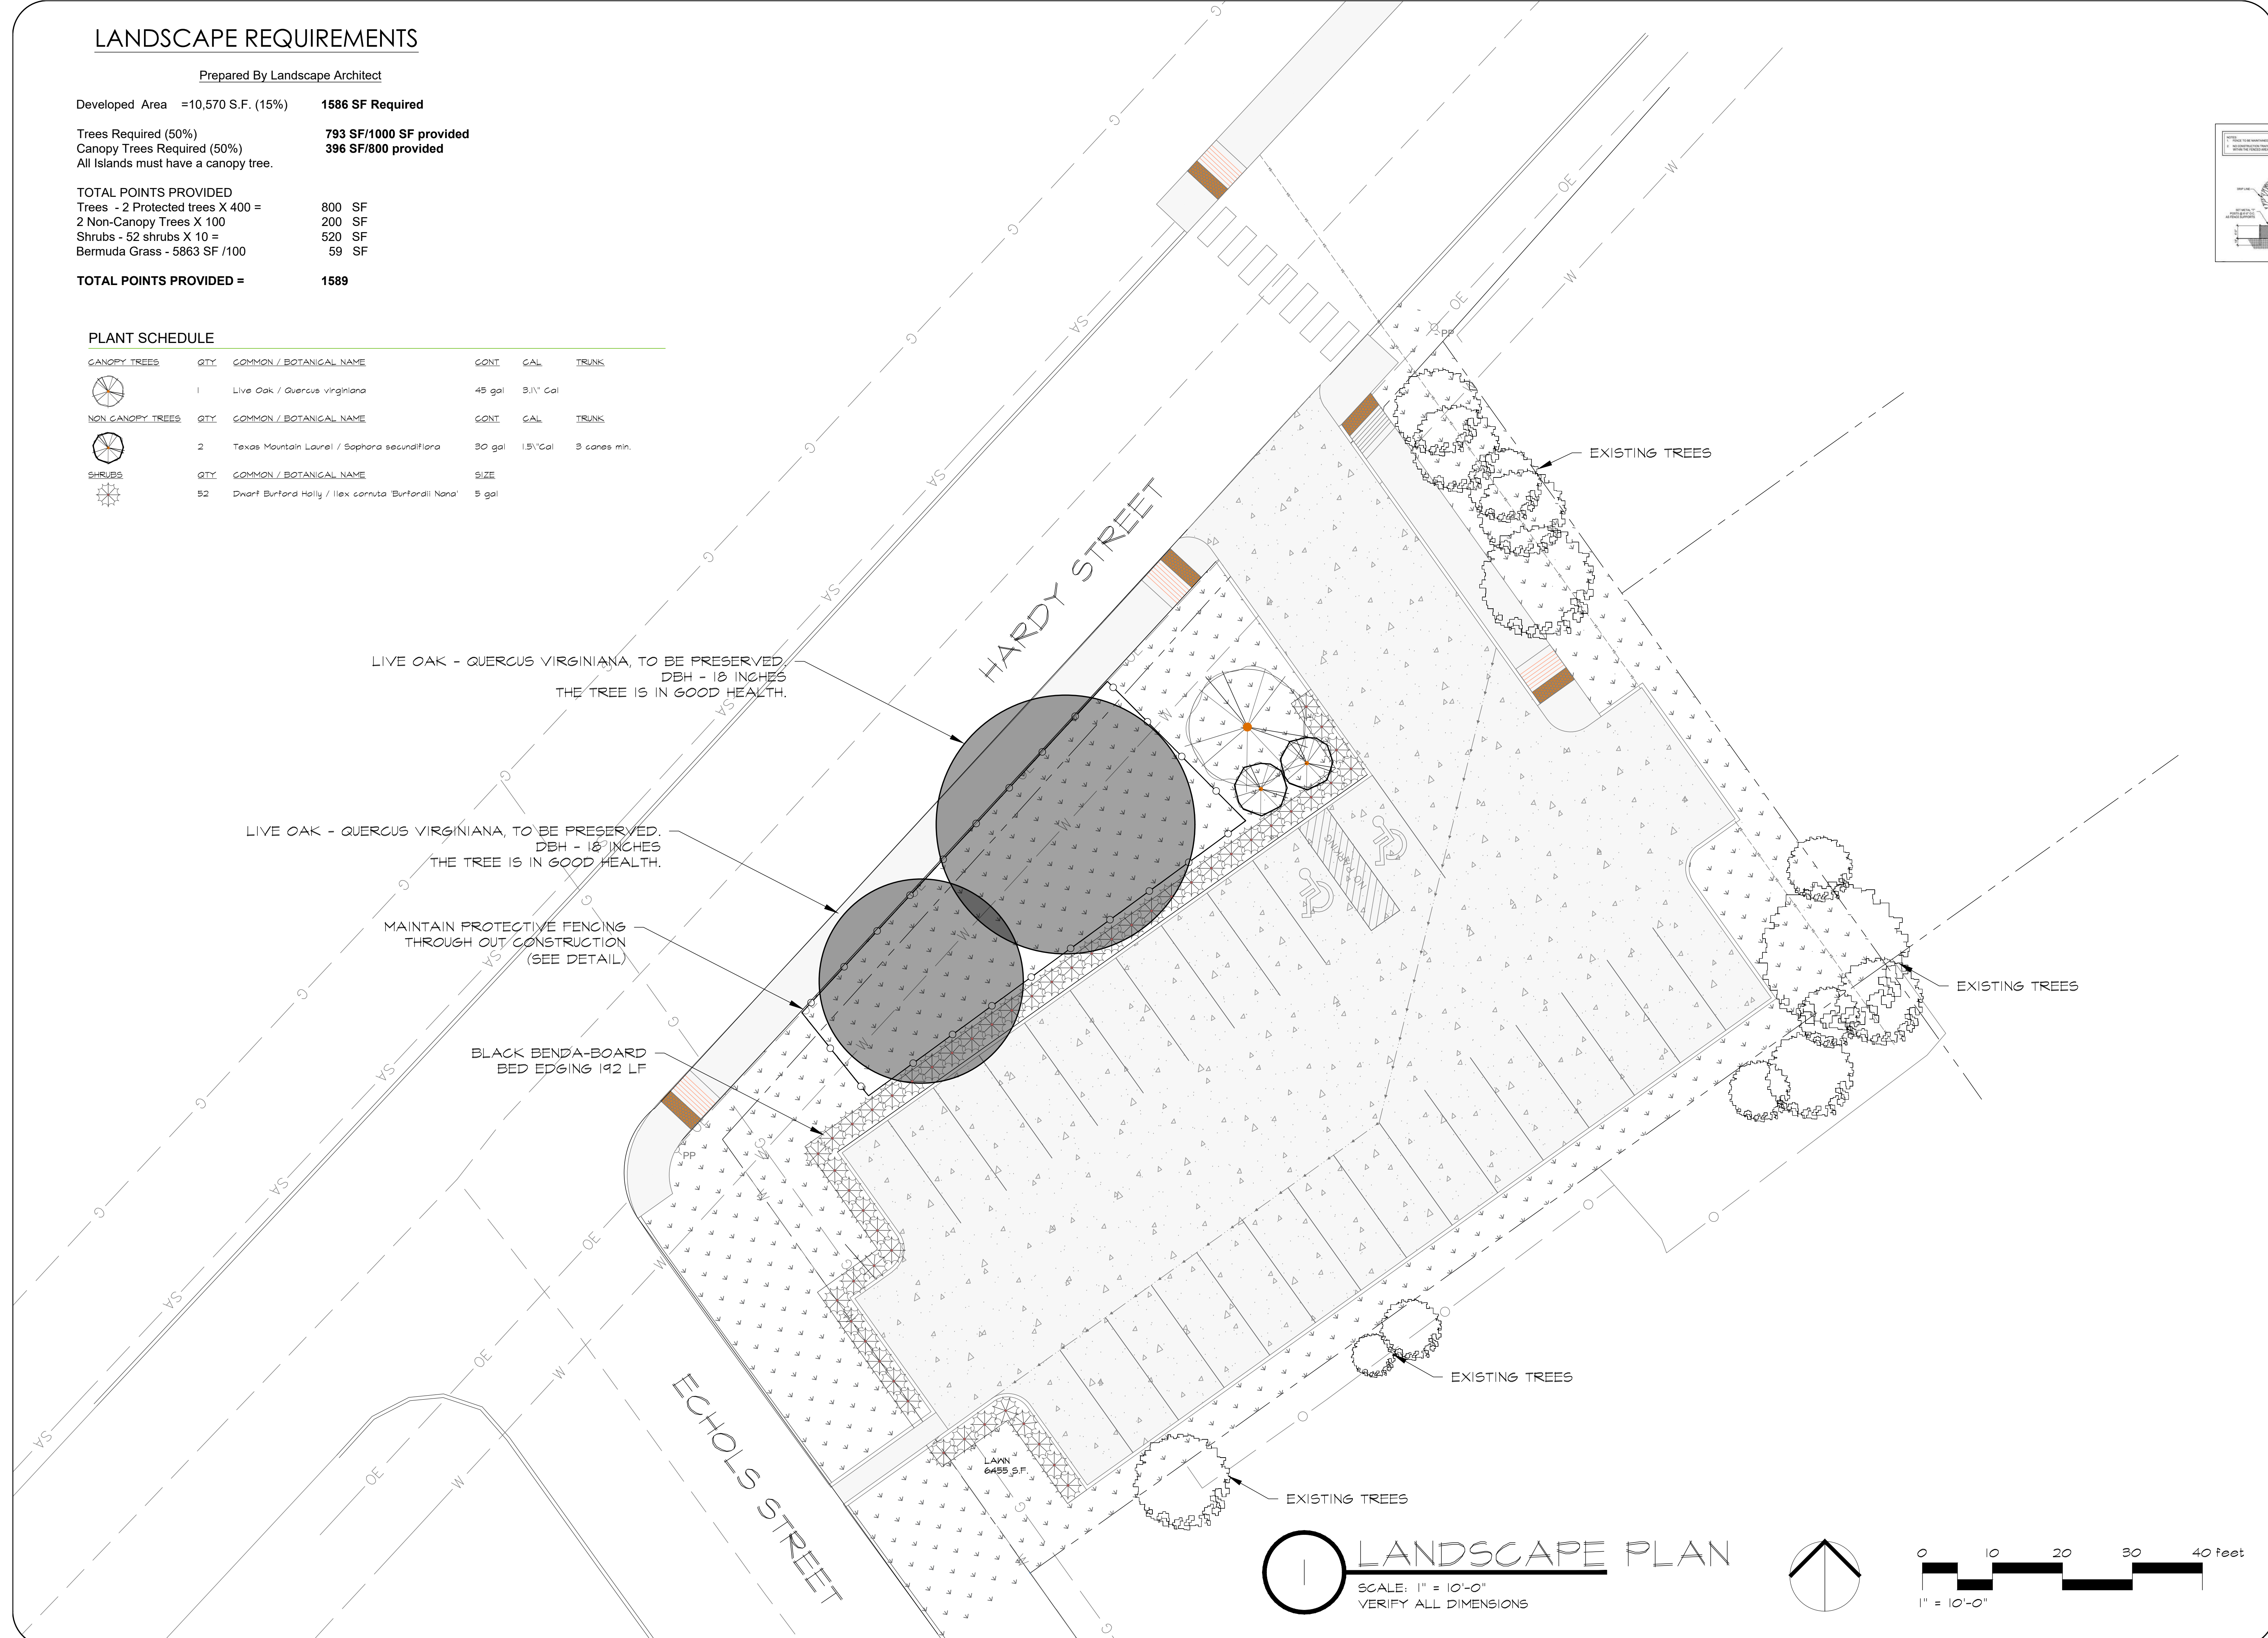 LANDSCAPE REQUIREMENTS
Prepared By Landscape Architect
Developed Area =10,570 S.F. (15%) 1586 SF Required
Trees Required (50%) 793 SF/1000 SF provided
Canopy Trees Required (50%) 396 SF/800 provided
All Islands must have a canopy tree.
TOTAL POINTS PROVIDED
Trees - 2 Protected trees X 400 = 800 SF
2 Non-Canopy Trees X 100 200 SF
Shrubs - 52 shrubs X 10 = 520 SF
Bermuda Grass - 5863 SF /100 59 SF
TOTAL POINTS PROVIDED = 1589
PLANT SCHEDULE
CANOPY TREES QTY COMMON / BOTANICAL NAME CONT CAL TRUNK
1 Live Oak / Quercus virginiana 45 gal 3.1\" Cal
NON CANOPY TREES QTY COMMON / BOTANICAL NAME CONT CAL TRUNK
2 Texas Mountain Laurel / Sophora secundiflora 30 gal 1.5\"Cal 3 canes min.
SHRUBS QTY COMMON / BOTANICAL NAME SIZE
52 Dwarf Burford Holly / Ilex cornuta 'Burfordii Nana' 5 gal
HARDY STREET
PP
EXISTING TREES
LIVE OAK - QUERCUS VIRGINIANA, TO BE PRESERVED.
DBH - 18 INCHES
THE TREE IS IN GOOD HEALTH.
LIVE OAK - QUERCUS VIRGINIANA, TO BE PRESERVED.
DBH - 18 INCHES
THE TREE IS IN GOOD HEALTH.
NO PARKING
MAINTAIN PROTECTIVE FENCING
THROUGH OUT CONSTRUCTION
(SEE DETAIL)
EXISTING TREES
BLACK BENDA-BOARD
BED EDGING 192 LF
PP
EXISTING TREES
ECHOLS STREET
LAWN
6455 S.F.
EXISTING TREES
1
LANDSCAPE PLAN
SCALE: 1" = 10'-0"
VERIFY ALL DIMENSIONS
0 10 20 30 40 feet
1" = 10'-0"